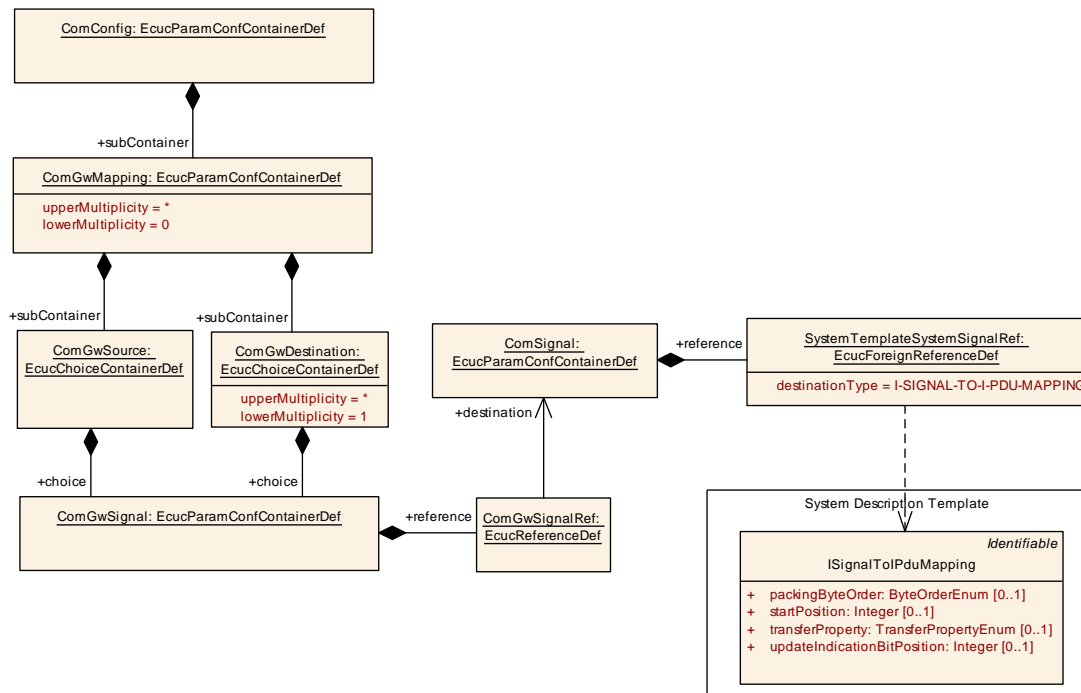 ComConfig: EcucParamConfContainerDef
+subContainer
ComGwMapping: EcucParamConfContainerDef
upperMultiplicity = *
lowerMultiplicity = 0
+subContainer
+subContainer
ComGwSource:
EcucChoiceContainerDef
ComGwDestination:
EcucChoiceContainerDef
upperMultiplicity = *
lowerMultiplicity = 1
ComSignal:
EcucParamConfContainerDef
+reference
SystemTemplateSystemSignalRef:
EcucForeignReferenceDef
destinationType = I-SIGNAL-TO-I-PDU-MAPPING
+destination
+choice
+choice
ComGwSignal: EcucParamConfContainerDef
+reference
ComGwSignalRef:
EcucReferenceDef
System Description Template
Identifiable
ISignalToIPduMapping
+ packingByteOrder: ByteOrderEnum [0..1]
+ startPosition: Integer [0..1]
+ transferProperty: TransferPropertyEnum [0..1]
+ updateIndicationBitPosition: Integer [0..1]